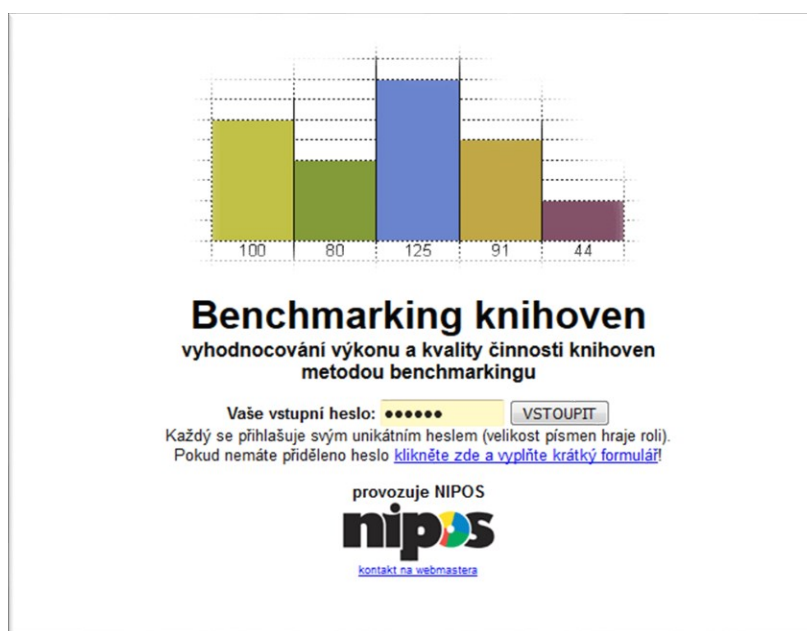 100 80 125 91 44
Benchmarking knihoven
vyhodnocování výkonu a kvality činnosti knihoven
metodou benchmarkingu
Vaše vstupní heslo: ●●●●●● VSTOUPIT
Každý se přihlašuje svým unikátním heslem (velikost písmen hraje roli).
Pokud nemáte přiděleno heslo klikněte zde a vyplňte krátký formulář!
provozuje NIPOS
nipos
kontakt na webmastera